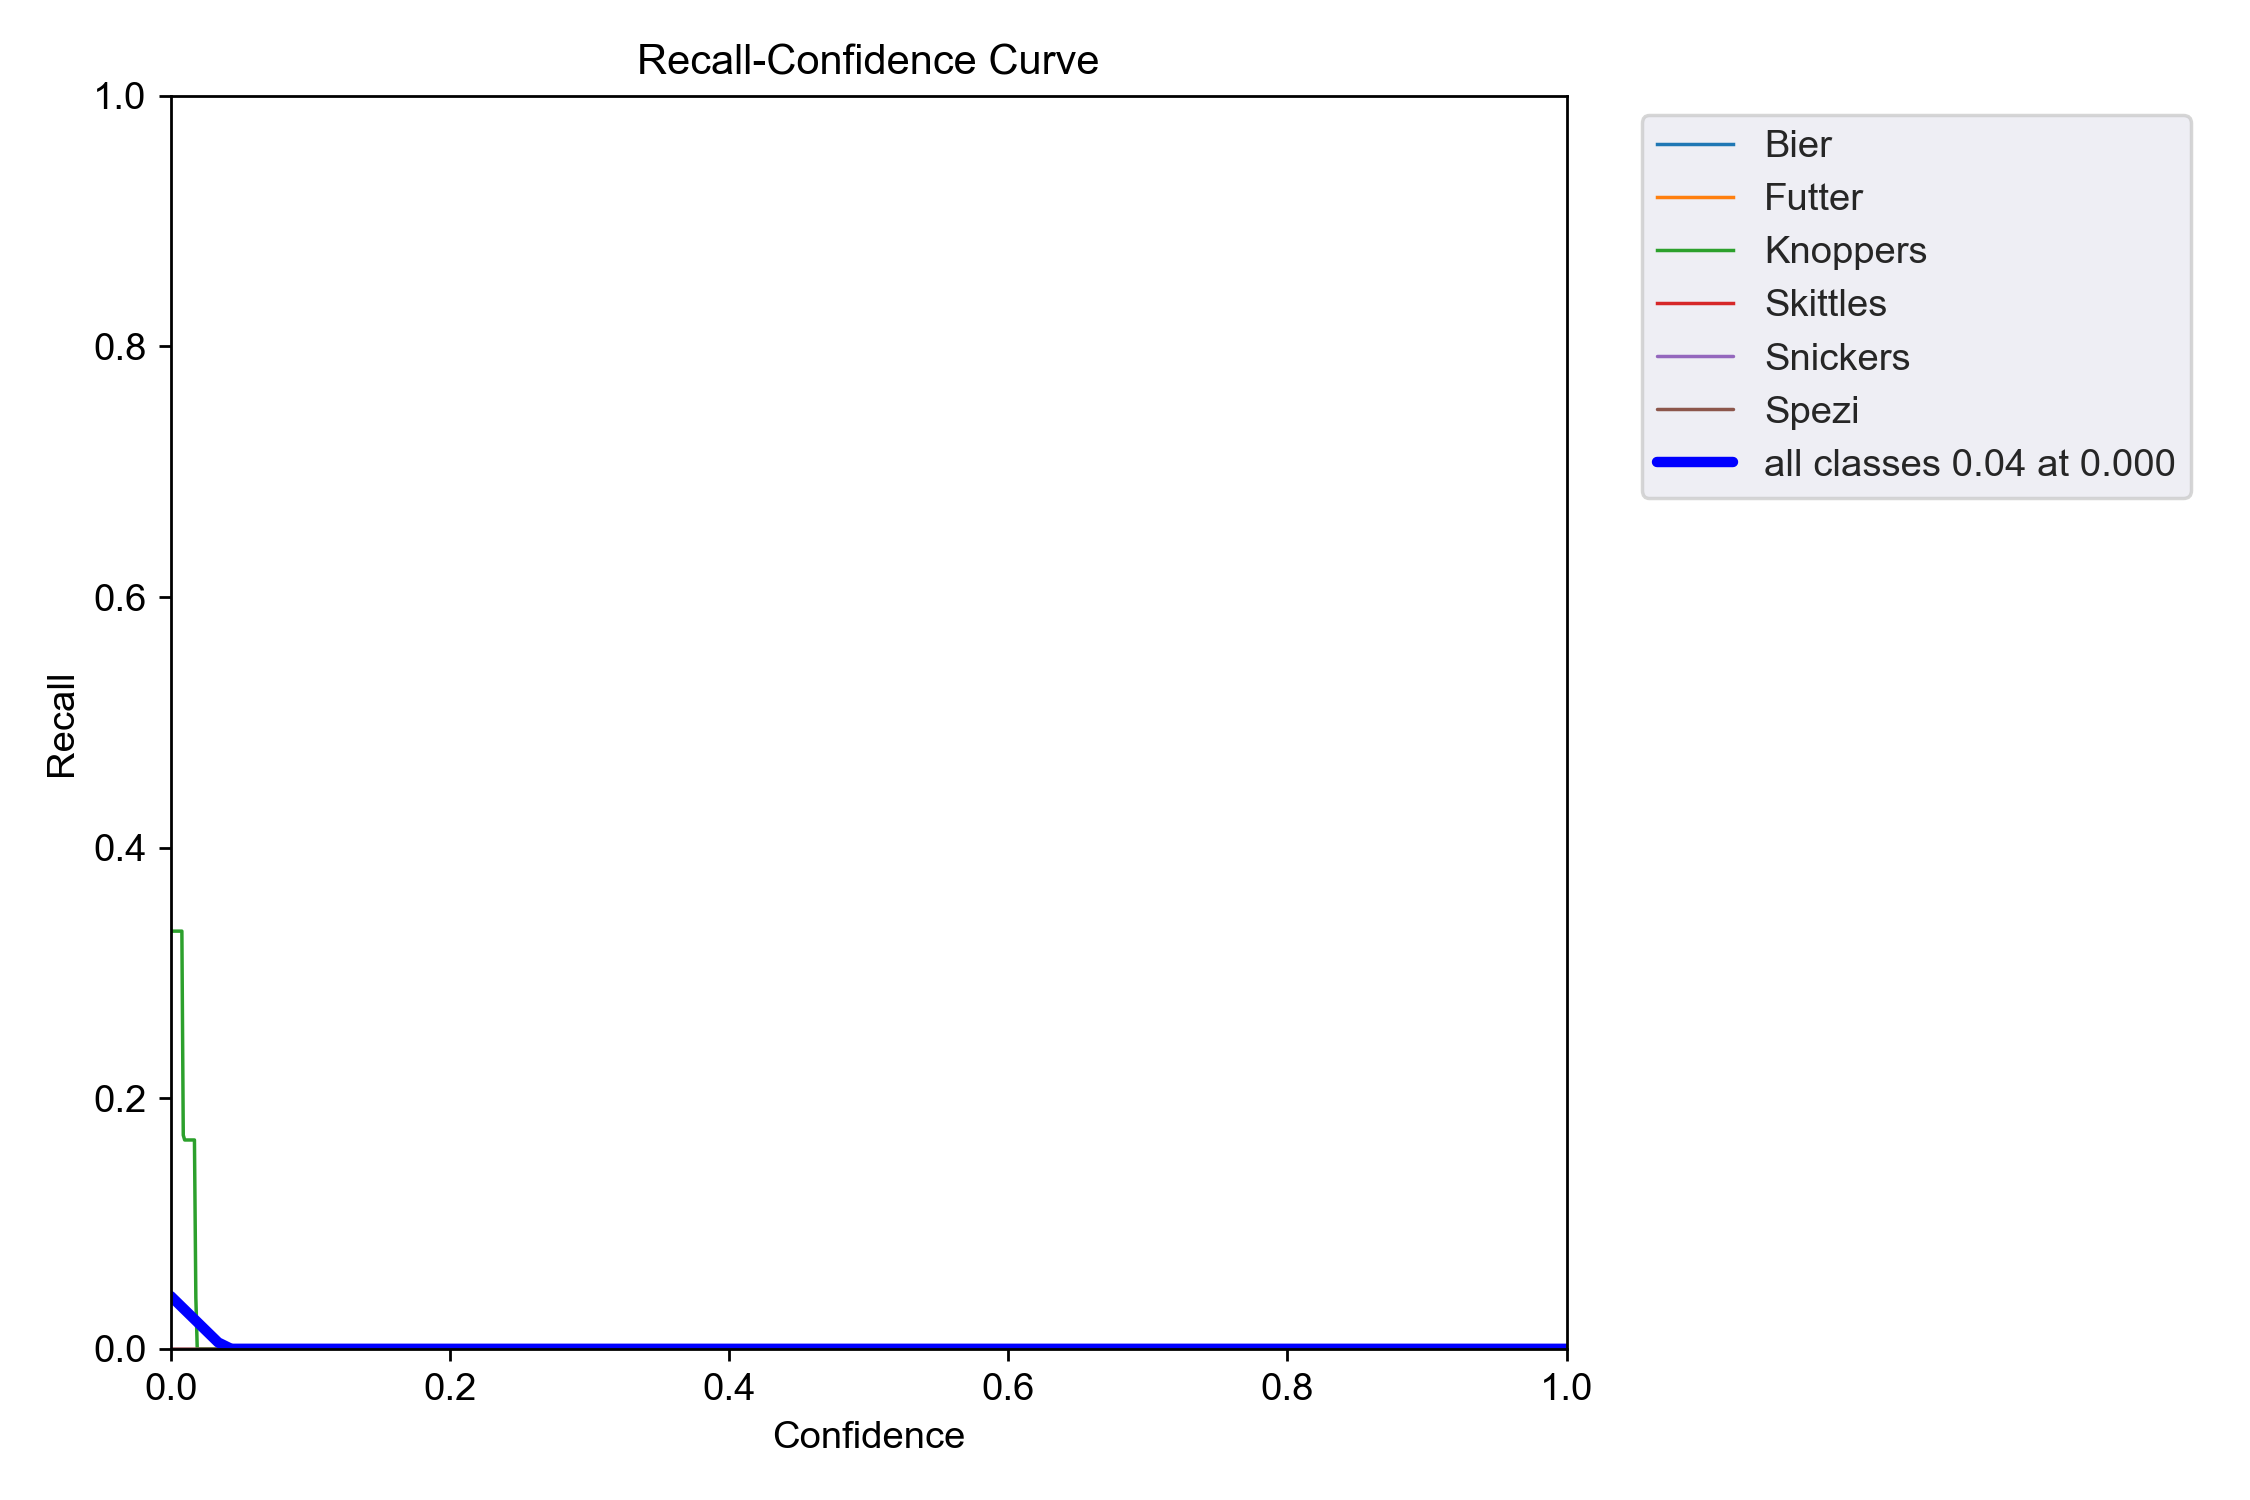 Recall-Confidence Curve
1.0
0.8
0.6
0.4
0.2
0.0
Recall
0.0 0.2 0.4 0.6 0.8 1.0
Confidence
Bier
Futter
Knoppers
Skittles
Snickers
Spezi
all classes 0.04 at 0.000